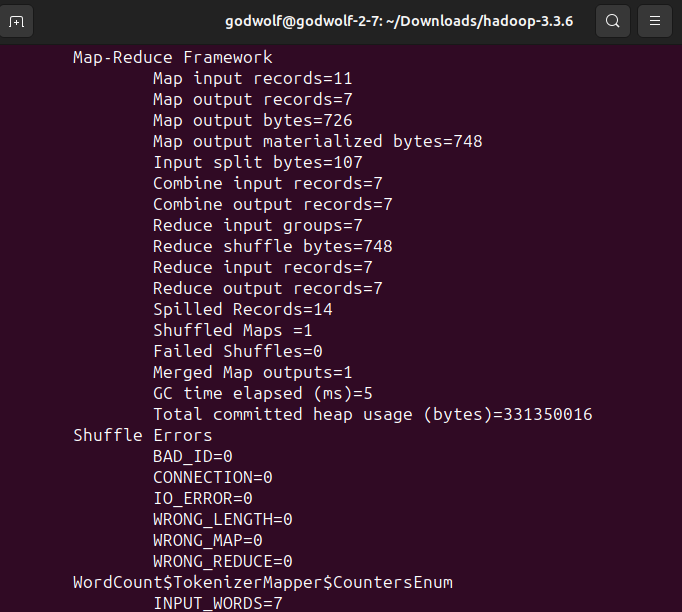 godwolf@godwolf-2-7: ~/Downloads/hadoop-3.3.6
Map-Reduce Framework
Map input records=11
Map output records=7
Map output bytes=726
Map output materialized bytes=748
Input split bytes=107
Combine input records=7
Combine output records=7
Reduce input groups=7
Reduce shuffle bytes=748
Reduce input records=7
Reduce output records=7
Spilled Records=14
Shuffled Maps =1
Failed Shuffles=0
Merged Map outputs=1
GC time elapsed (ms)=5
Total committed heap usage (bytes)=331350016
Shuffle Errors
BAD_ID=0
CONNECTION=0
IO_ERROR=0
WRONG_LENGTH=0
WRONG_MAP=0
WRONG_REDUCE=0
WordCount$TokenizerMapper$CountersEnum
INPUT_WORDS=7